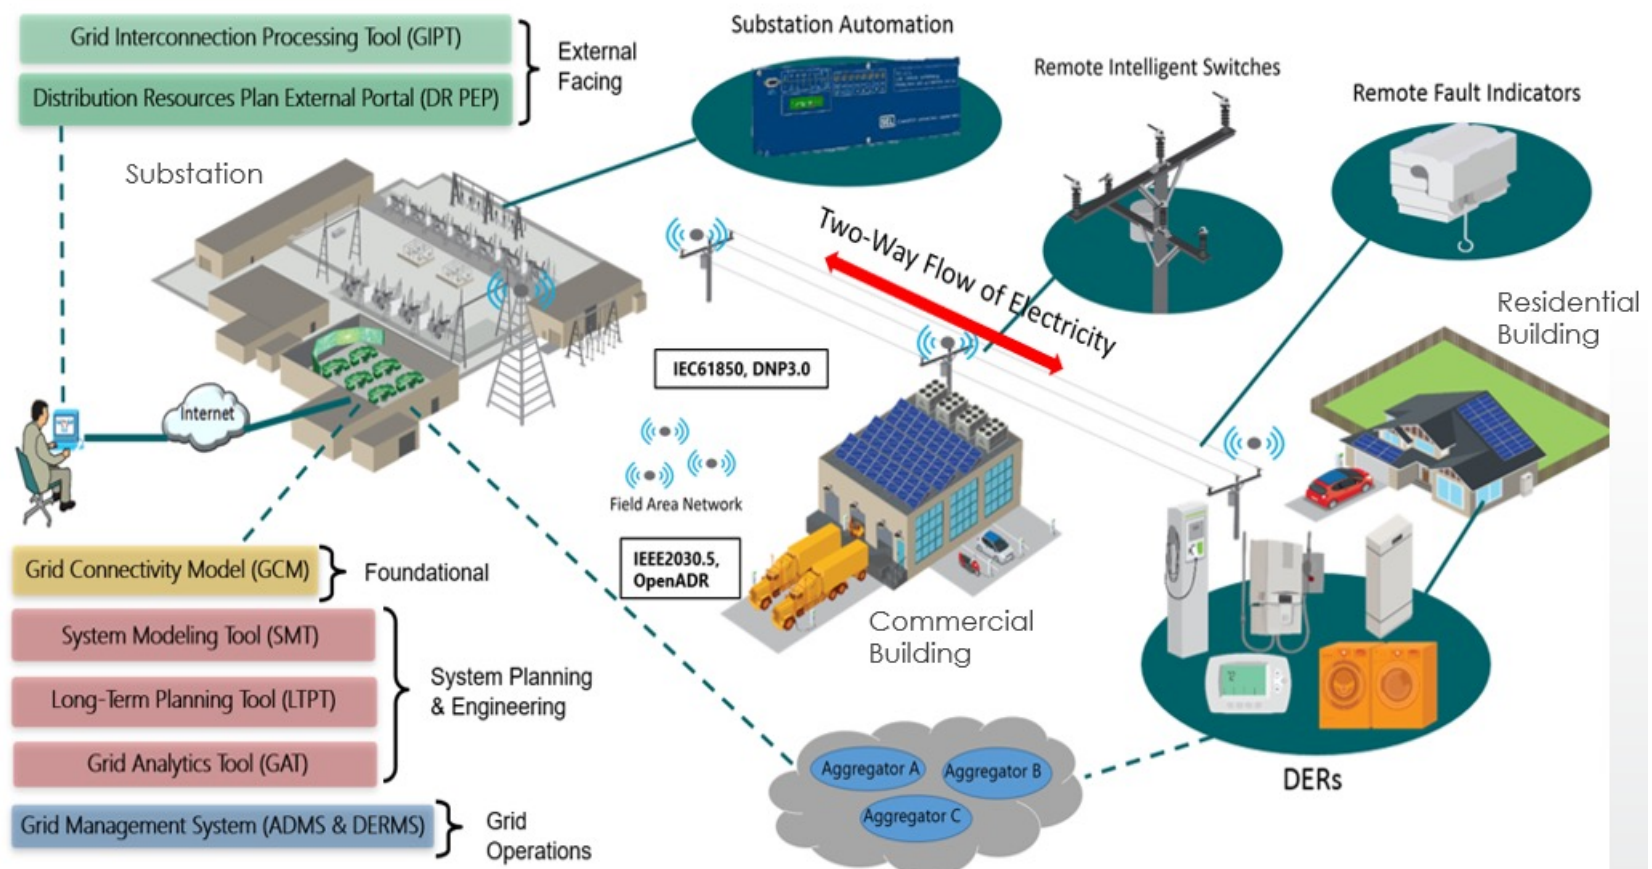 Grid Interconnection Processing Tool (GIPT)
Distribution Resources Plan External Portal (DR PEP)
External
Facing
Substation Automation
Remote Intelligent Switches
Remote Fault Indicators
Substation
SEL
Two-Way Flow of Electricity
Residential
Building
IEC61850, DNP3.0
Internet
Field Area Network
IEEE2030.5,
OpenADR
Commercial
Building
Grid Connectivity Model (GCM)
Foundational
System Modeling Tool (SMT)
Long-Term Planning Tool (LTPT)
Grid Analytics Tool (GAT)
System Planning
& Engineering
Grid Management System (ADMS & DERMS)
Grid
Operations
Aggregator A
Aggregator B
Aggregator C
DERs